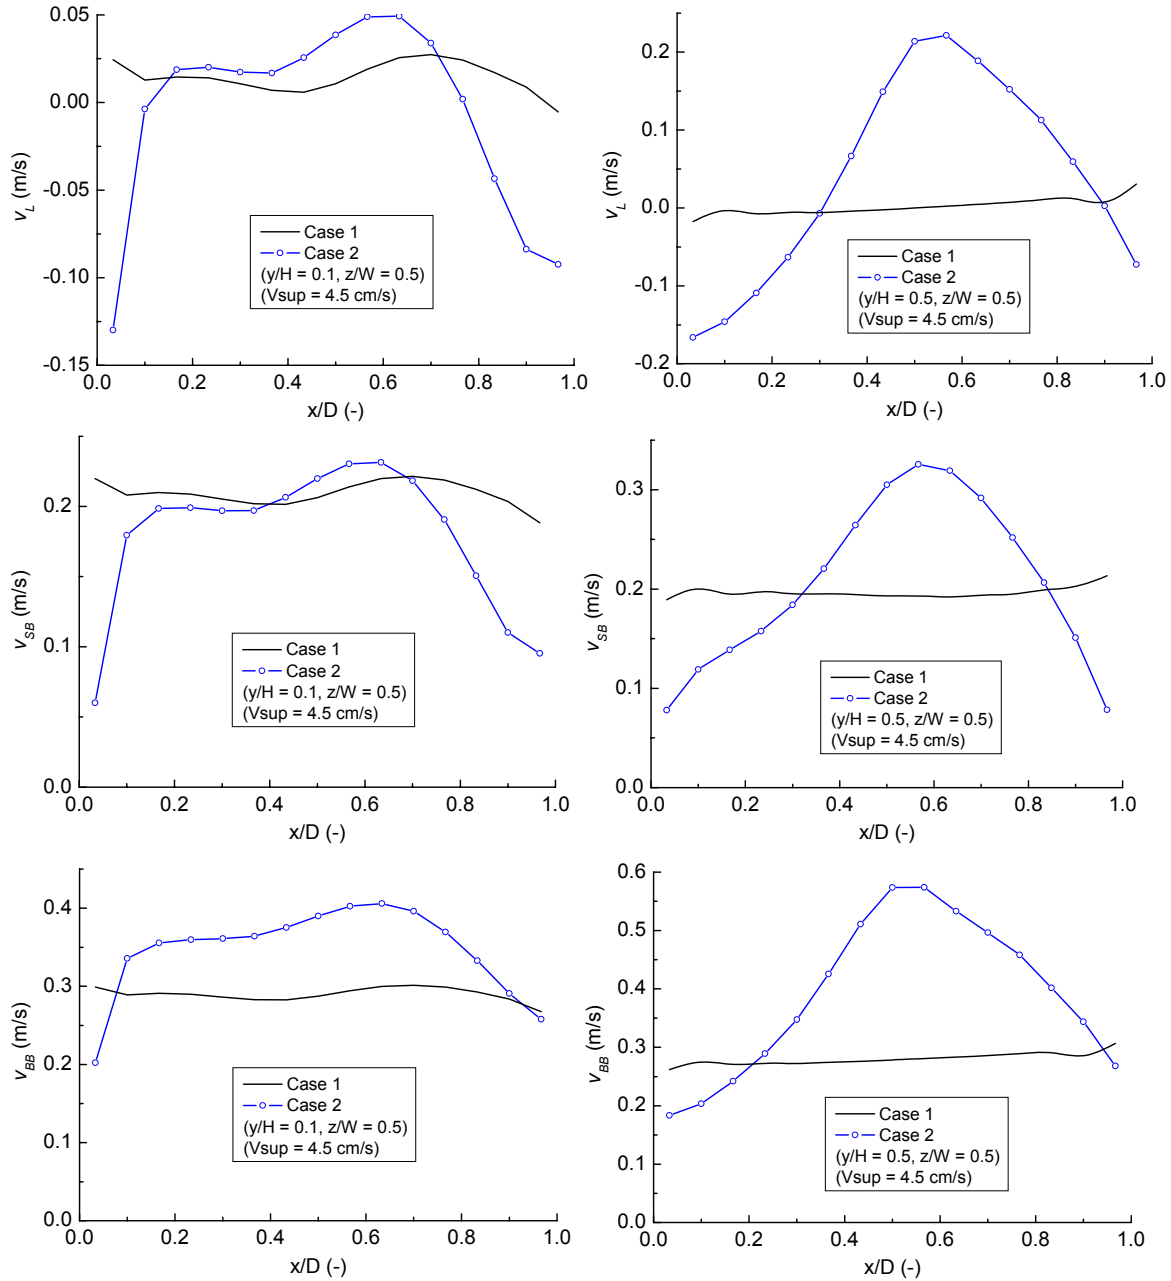 0.05
0.00
-0.05
-0.10
-0.15
v_L (m/s)
Case 1
Case 2
(y/H = 0.1, z/W = 0.5)
(Vsup = 4.5 cm/s)
0.0 0.2 0.4 0.6 0.8 1.0
x/D (-)
0.2
0.1
0.0
-0.1
-0.2
v_L (m/s)
Case 1
Case 2
(y/H = 0.5, z/W = 0.5)
(Vsup = 4.5 cm/s)
0.0 0.2 0.4 0.6 0.8 1.0
x/D (-)
0.2
0.1
0.0
v_SB (m/s)
Case 1
Case 2
(y/H = 0.1, z/W = 0.5)
(Vsup = 4.5 cm/s)
0.0 0.2 0.4 0.6 0.8 1.0
x/D (-)
0.3
0.2
0.1
0.0
v_SB (m/s)
Case 1
Case 2
(y/H = 0.5, z/W = 0.5)
(Vsup = 4.5 cm/s)
0.0 0.2 0.4 0.6 0.8 1.0
x/D (-)
0.4
0.3
0.2
0.1
0.0
v_BB (m/s)
Case 1
Case 2
(y/H = 0.1, z/W = 0.5)
(Vsup = 4.5 cm/s)
0.0 0.2 0.4 0.6 0.8 1.0
x/D (-)
0.6
0.5
0.4
0.3
0.2
0.1
0.0
v_BB (m/s)
Case 1
Case 2
(y/H = 0.5, z/W = 0.5)
(Vsup = 4.5 cm/s)
0.0 0.2 0.4 0.6 0.8 1.0
x/D (-)